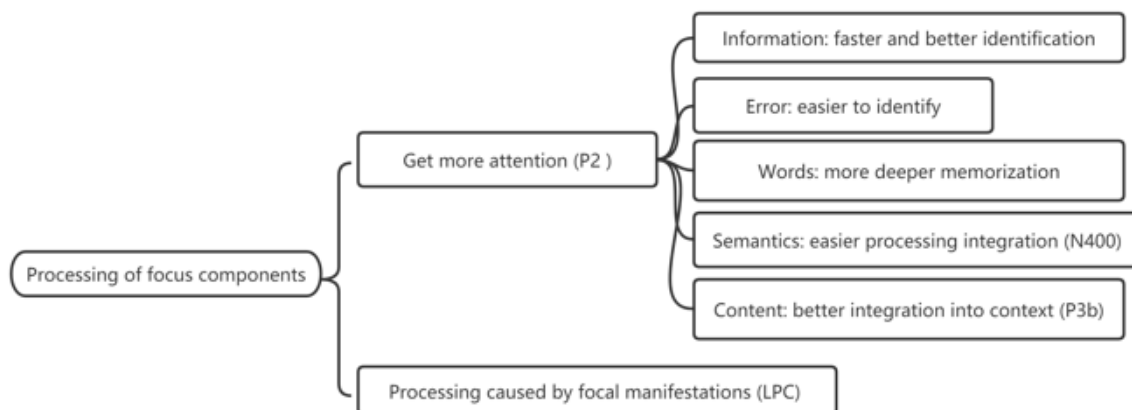 Information: faster and better identification
Error: easier to identify
Get more attention (P2 )
Words: more deeper memorization
Semantics: easier processing integration (N400)
Processing of focus components
Content: better integration into context (P3b)
Processing caused by focal manifestations (LPC)